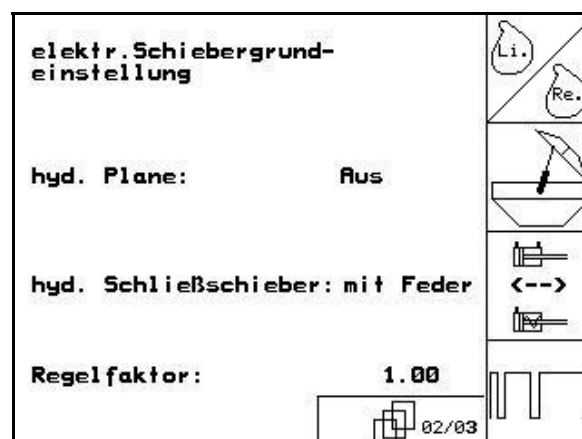 elektr.Schiebergrund-
einstellung
hyd. Plane: Aus
hyd. Schließschieber: mit Feder
Regelfaktor: 1.00
02/03
Li.
Re.
<-->